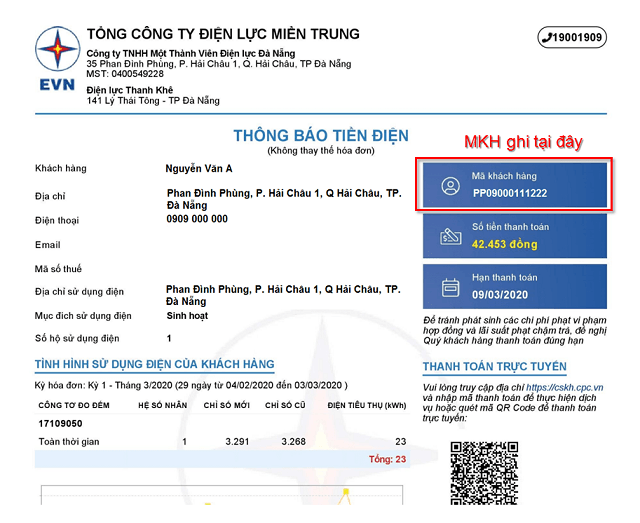 TỔNG CÔNG TY ĐIỆN LỰC MIỀN TRUNG
19001909
Công ty TNHH Một Thành Viên Điện lực Đà Nẵng
35 Phan Đình Phùng, P. Hải Châu 1, Q. Hải Châu, TP Đà Nẵng
MST: 0400549228
EVN
Điện lực Thanh Khê
141 Lý Thái Tông - TP Đà Nẵng
THÔNG BÁO TIỀN ĐIỆN
(Không thay thế hóa đơn)
MKH ghi tại đây
Khách hàng Nguyễn Văn A
Địa chỉ Phan Đình Phùng, P. Hải Châu 1, Q Hải Châu, TP.
Đà Nẵng
Điện thoại 0909 000 000
Email
Mã số thuế
Địa chỉ sử dụng điện Phan Đình Phùng, P. Hải Châu 1, Q Hải Châu, TP.
Đà Nẵng
Mục đích sử dụng điện Sinh hoạt
Số hộ sử dụng điện 1
Mã khách hàng
PP09000111222
Số tiền thanh toán
42.453 đồng
Hạn thanh toán
09/03/2020
Để tránh phát sinh các chi phí phạt vi phạm
hợp đồng và lãi suất phạt chậm trả, đề nghị
Quý khách hàng thanh toán đúng hạn
TÌNH HÌNH SỬ DỤNG ĐIỆN CỦA KHÁCH HÀNG
Kỳ hóa đơn: Kỳ 1 - Tháng 3/2020 (29 ngày từ 04/02/2020 đến 03/03/2020 )
CÔNG TƠ ĐO ĐẾM HỆ SỐ NHÂN CHỈ SỐ MỚI CHỈ SỐ CŨ ĐIỆN TIÊU THỤ (kWh)
17109050
Toàn thời gian 1 3.291 3.268 23
Tổng: 23
THANH TOÁN TRỰC TUYẾN
Vui lòng truy cập địa chỉ https://cskh.cpc.vn
và nhập mã thanh toán để thực hiện dịch
vụ hoặc quét mã QR Code để thanh toán
trực tuyến: